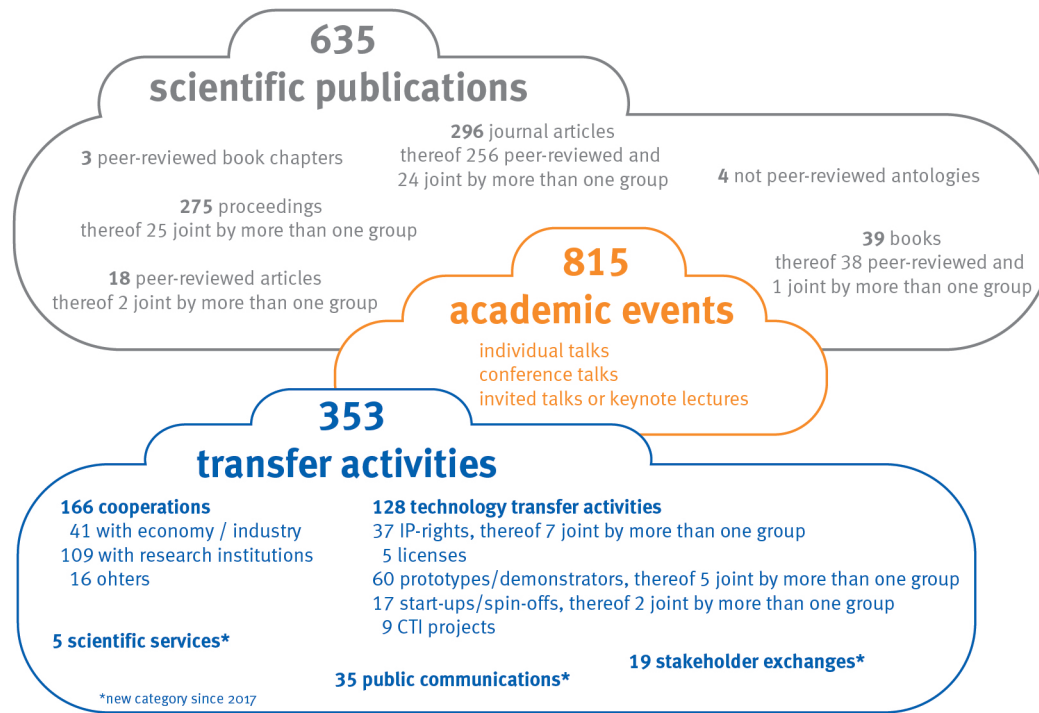 635
scientific publications
3 peer-reviewed book chapters
296 journal articles
thereof 256 peer-reviewed and
24 joint by more than one group
4 not peer-reviewed antologies
275 proceedings
thereof 25 joint by more than one group
39 books
thereof 38 peer-reviewed and
1 joint by more than one group
18 peer-reviewed articles
thereof 2 joint by more than one group
815
academic events
individual talks
conference talks
invited talks or keynote lectures
353
transfer activities
166 cooperations
41 with economy / industry
109 with research institutions
16 ohters
128 technology transfer activities
37 IP-rights, thereof 7 joint by more than one group
5 licenses
60 prototypes/demonstrators, thereof 5 joint by more than one group
17 start-ups/spin-offs, thereof 2 joint by more than one group
9 CTI projects
5 scientific services*
35 public communications*
19 stakeholder exchanges*
*new category since 2017